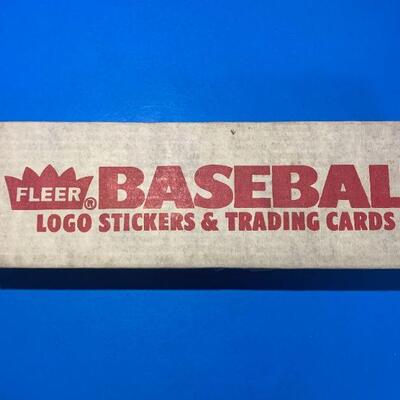 FLEER® BASEBAL
LOGO STICKERS & TRADING CARDS